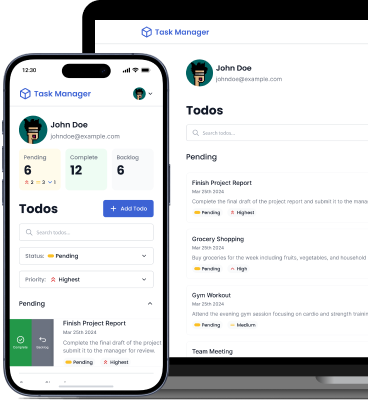 12:30
Task Manager
John Doe
johndoe@example.com
Pending
6
2 3 1
Complete
12
Backlog
6
Todos
+ Add Todo
Search todos...
Status: Pending
Priority: Highest
Pending
Complete
Backlog
Finish Project Report
Mar 25th 2024
Complete the final draft of the project
submit it to the manager for review.
Pending Highest
Task Manager
John Doe
johndoe@example.com
Todos
Search todos...
Pending
Finish Project Report
Mar 25th 2024
Complete the final draft of the project report and submit it to the mana
Pending Highest
Grocery Shopping
Mar 25th 2024
Buy groceries for the week including fruits, vegetables, and household
Pending High
Gym Workout
Mar 25th 2024
Attend the evening gym session focusing on cardio and strength trainin
Pending Medium
Team Meeting